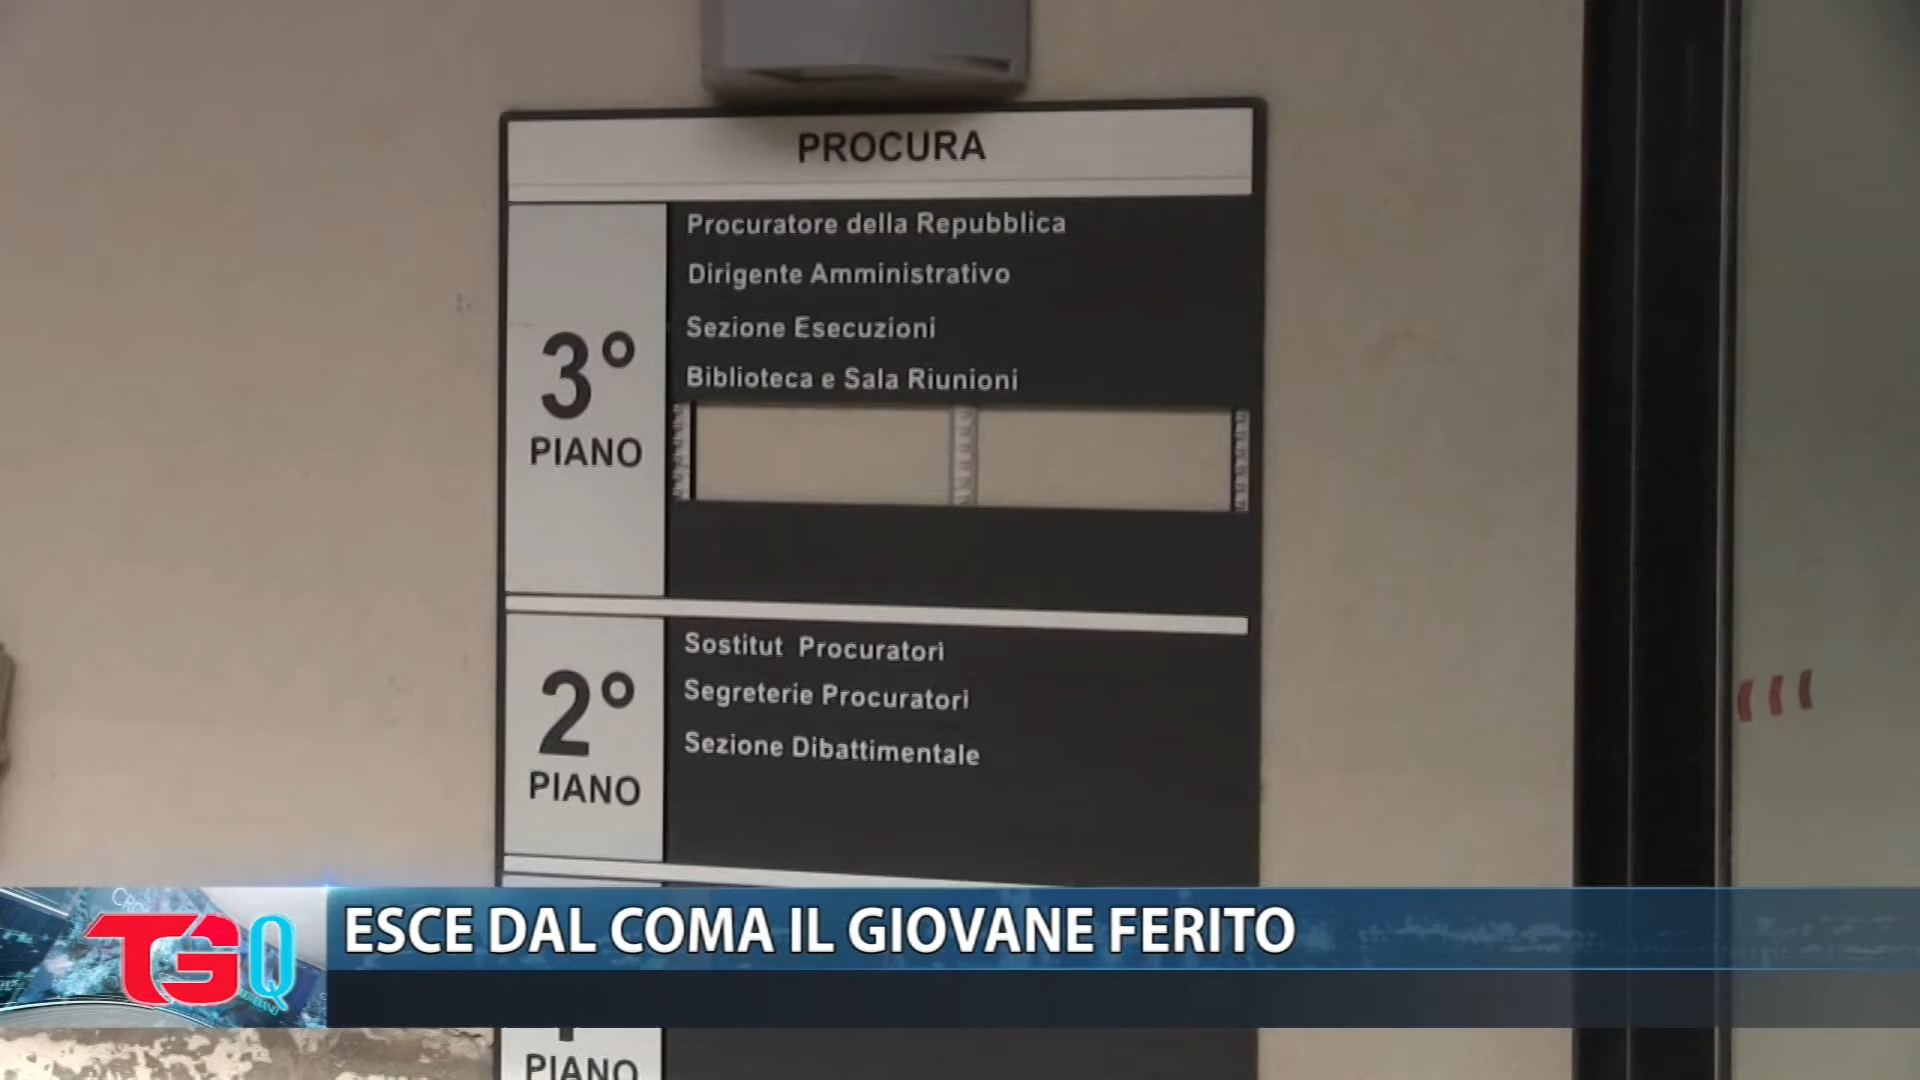 PROCURA
3°
PIANO
Procuratore della Repubblica
Dirigente Amministrativo
Sezione Esecuzioni
Biblioteca e Sala Riunioni
2°
PIANO
Sostitut Procuratori
Segreterie Procuratori
Sezione Dibattimentale
TGQ
ESCE DAL COMA IL GIOVANE FERITO
PIANO